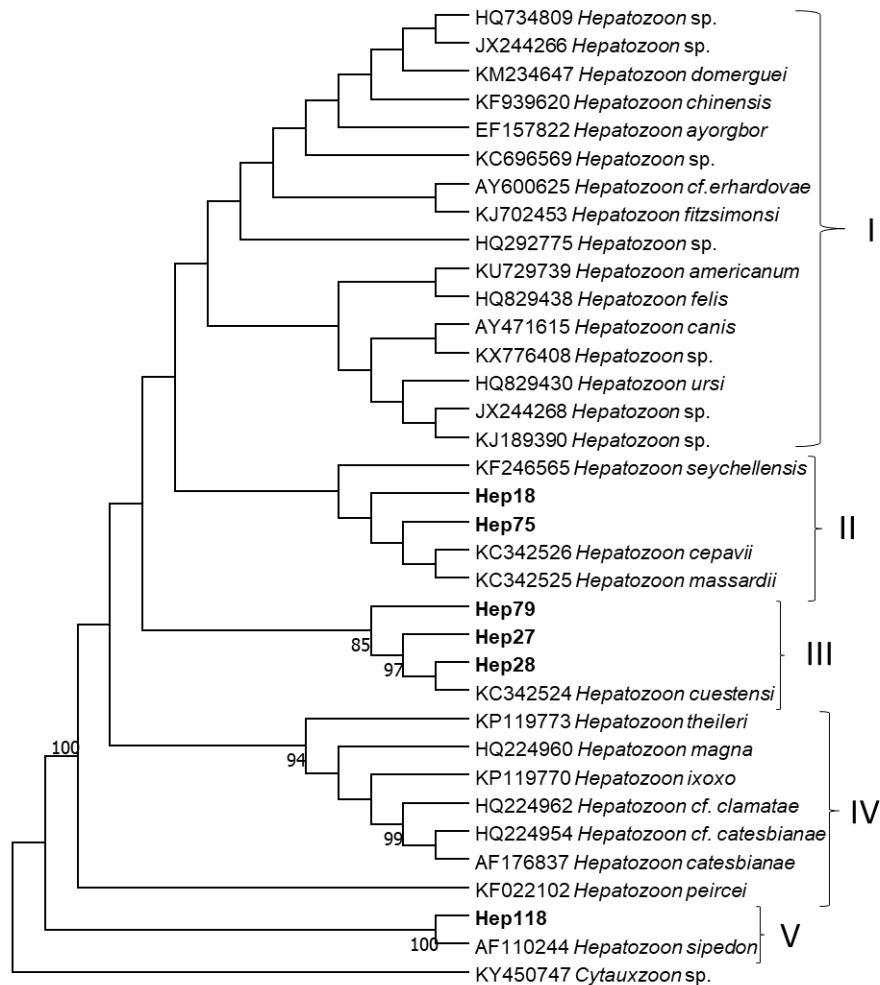 HQ734809 Hepatozoon sp.
JX244266 Hepatozoon sp.
KM234647 Hepatozoon domerguei
KF939620 Hepatozoon chinensis
EF157822 Hepatozoon ayorgbor
KC696569 Hepatozoon sp.
AY600625 Hepatozoon cf.erhardovae
KJ702453 Hepatozoon fitzsimonsi
I
HQ292775 Hepatozoon sp.
KU729739 Hepatozoon americanum
HQ829438 Hepatozoon felis
AY471615 Hepatozoon canis
KX776408 Hepatozoon sp.
HQ829430 Hepatozoon ursi
JX244268 Hepatozoon sp.
KJ189390 Hepatozoon sp.
KF246565 Hepatozoon seychellensis
Hep18
Hep75
II
KC342526 Hepatozoon cepavii
KC342525 Hepatozoon massardii
Hep79
85
Hep27
III
97
Hep28
KC342524 Hepatozoon cuestensi
KP119773 Hepatozoon theileri
100
HQ224960 Hepatozoon magna
94
KP119770 Hepatozoon ixoxo
HQ224962 Hepatozoon cf. clamatae
IV
99
HQ224954 Hepatozoon cf. catesbianae
AF176837 Hepatozoon catesbianae
KF022102 Hepatozoon peircei
Hep118
V
100
AF110244 Hepatozoon sipedon
KY450747 Cytauxzoon sp.